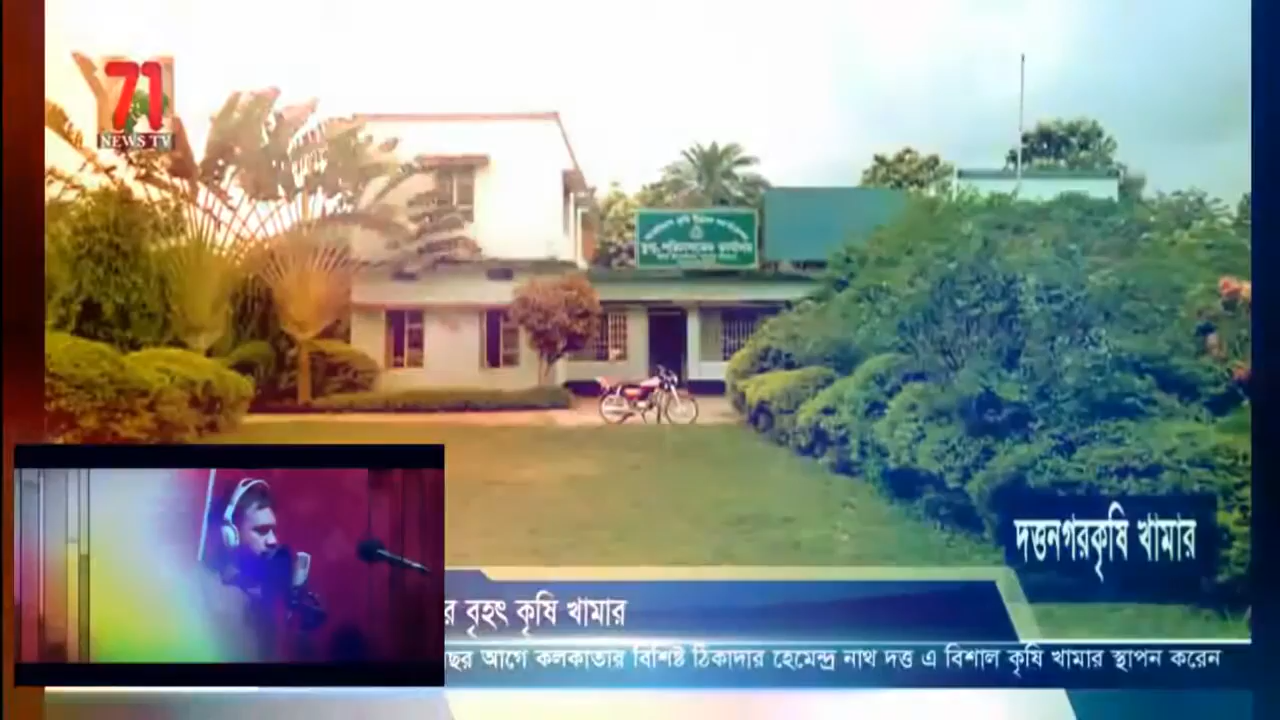 71
NEWS TV
দত্তনগরকৃষি খামার
র বৃহৎ কৃষি খামার
ছর আগে কলকাতার বিশিষ্ট ঠিকাদার হেমেন্দ্র নাথ দত্ত এ বিশাল কৃষি খামার স্থাপন করেন